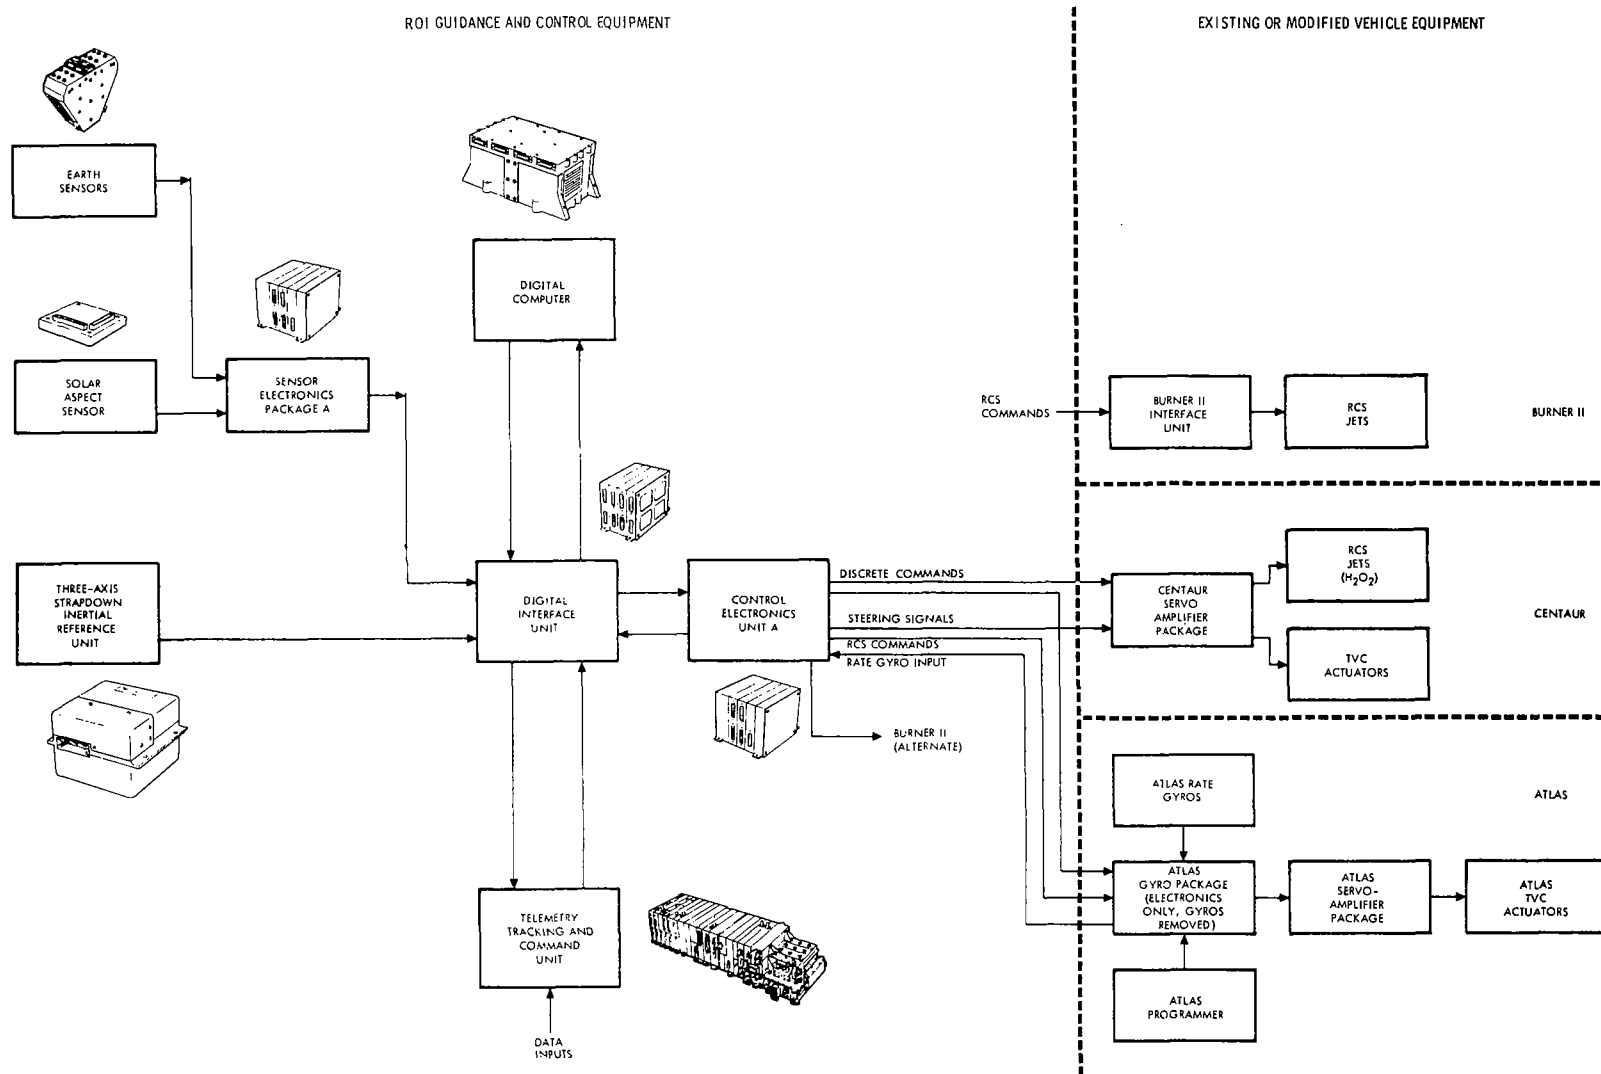 ROI GUIDANCE AND CONTROL EQUIPMENT
EXISTING OR MODIFIED VEHICLE EQUIPMENT
EARTH
SENSORS
DIGITAL
COMPUTER
SOLAR
ASPECT
SENSOR
SENSOR
ELECTRONICS
PACKAGE A
RCS
COMMANDS
BURNER II
INTERFACE
UNIT
RCS
JETS
BURNER II
THREE-AXIS
STRAPDOWN
INERTIAL
REFERENCE
UNIT
DIGITAL
INTERFACE
UNIT
CONTROL
ELECTRONICS
UNIT A
DISCRETE COMMANDS
STEERING SIGNALS
RCS COMMANDS
RATE GYRO INPUT
CENTAUR
SERVO
AMPLIFIER
PACKAGE
RCS
JETS
(H₂O₂)
TVC
ACTUATORS
CENTAUR
BURNER II
(ALTERNATE)
ATLAS RATE
GYROS
ATLAS
ATLAS
GYRO PACKAGE
(ELECTRONICS
ONLY, GYROS
REMOVED)
ATLAS
SERVO-
AMPLIFIER
PACKAGE
ATLAS
TVC
ACTUATORS
TELEMETRY
TRACKING AND
COMMAND
UNIT
ATLAS
PROGRAMMER
DATA
INPUTS